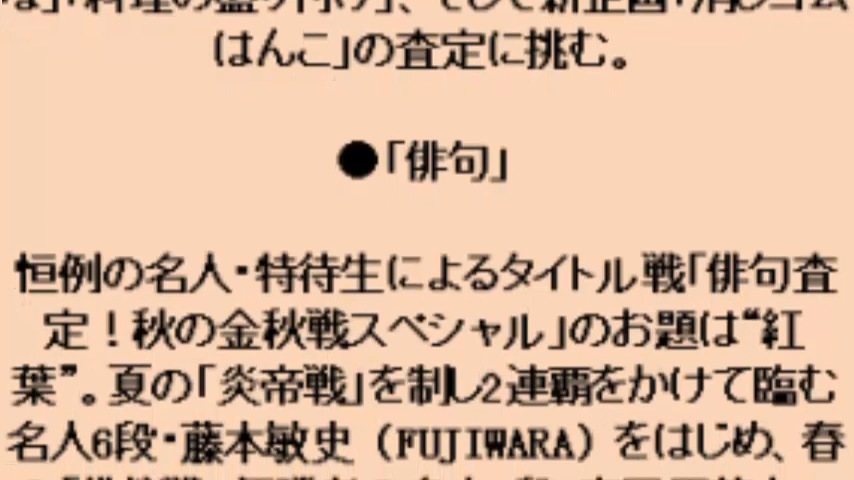 はんこ」の査定に挑む。
●「俳句」
恒例の名人・特待生によるタイトル戦「俳句査
定！秋の金秋戦スペシャル」のお題は“紅
葉”。夏の「炎帝戦」を制し2連覇をかけて臨む
名人6段・藤本敏史（FUJIWARA）をはじめ、春